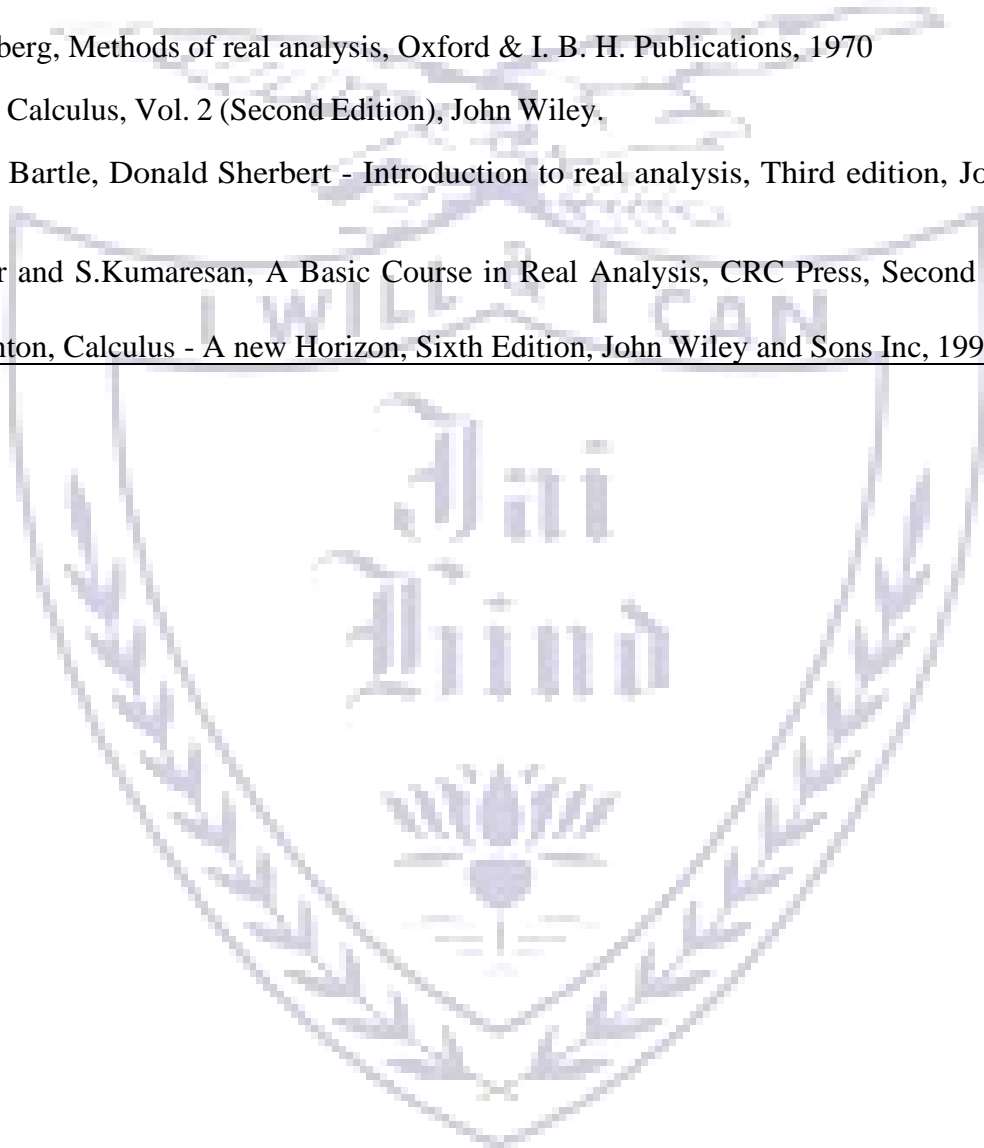 berg, Methods of real analysis, Oxford & I. B. H. Publications, 1970
Calculus, Vol. 2 (Second Edition), John Wiley.
Bartle, Donald Sherbert - Introduction to real analysis, Third edition, Jo
r and S.Kumaresan, A Basic Course in Real Analysis, CRC Press, Second
I WILL & I CAN
nton, Calculus - A new Horizon, Sixth Edition, John Wiley and Sons Inc, 199
Jai
Hind